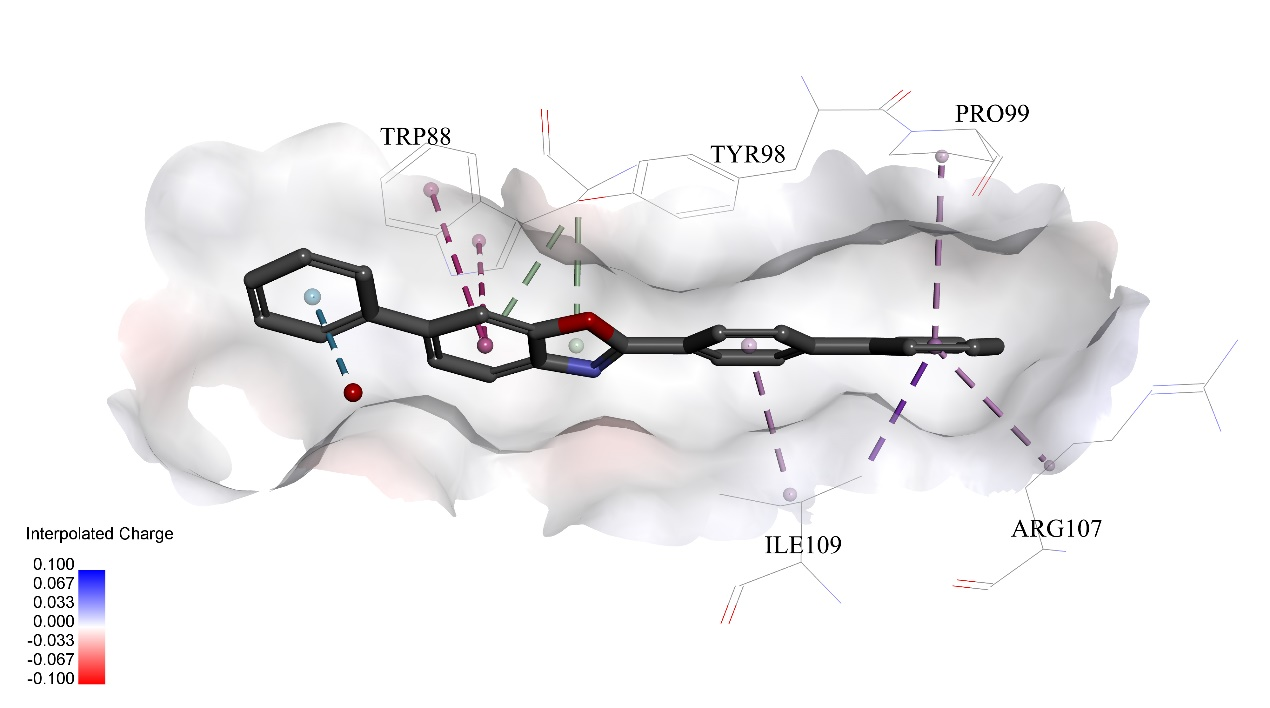 PRO99
TRP88
TYR98
ARG107
ILE109
Interpolated Charge
0.100
0.067
0.033
0.000
-0.033
-0.067
-0.100